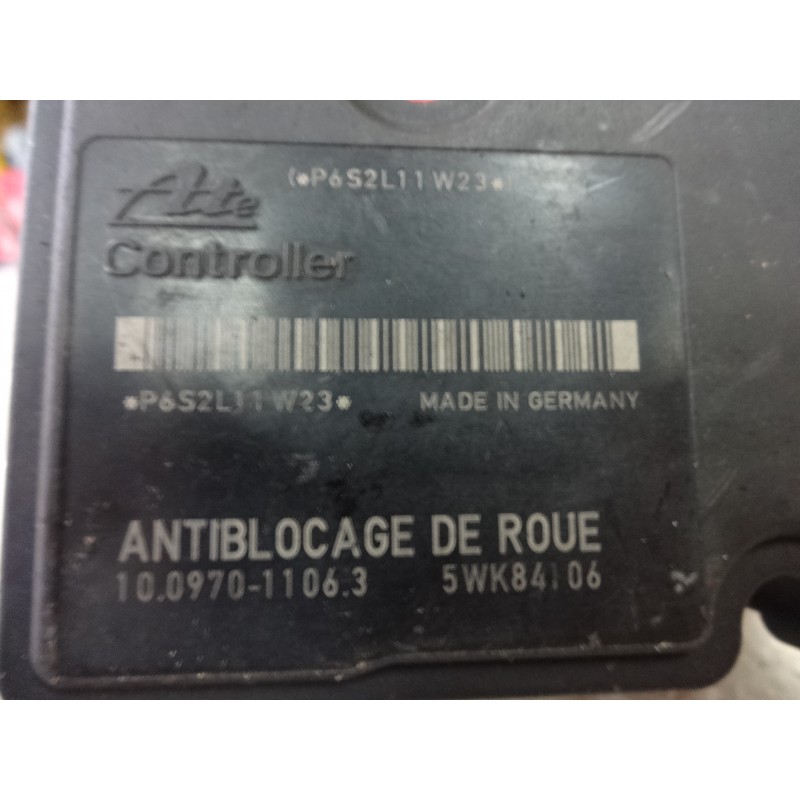 (*P6S2L11W23*)
Ate
Controller
*P6S2L11W23*
MADE IN GERMANY
ANTIBLOCAGE DE ROUE
10.0970-1106.3
5WK84106